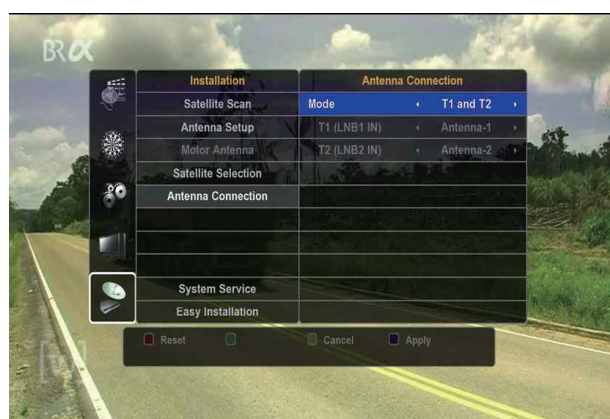 BRα
Installation
Antenna Connection
Satellite Scan
Mode
T1 and T2
Antenna Setup
T1 (LNB1 IN)
Antenna-1
Motor Antenna
T2 (LNB2 IN)
Antenna-2
Satellite Selection
Antenna Connection
System Service
Easy Installation
Reset
Cancel
Apply